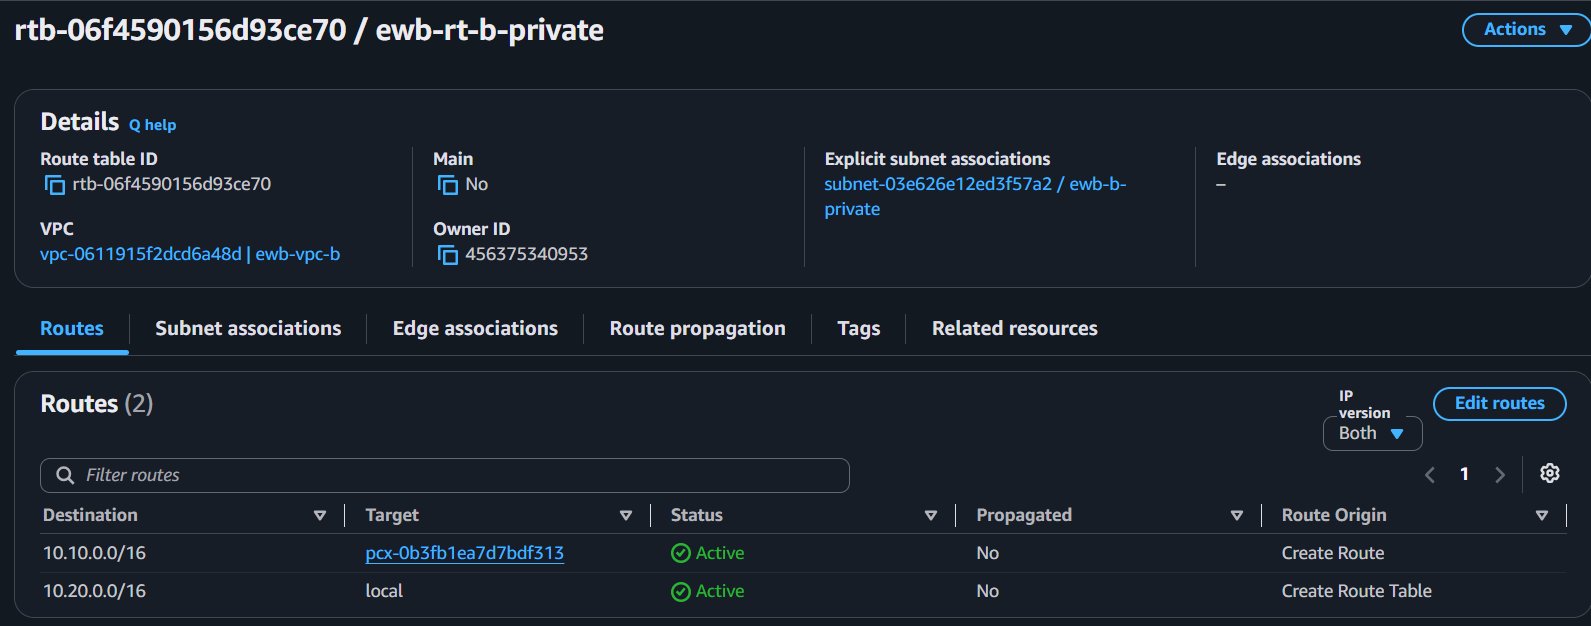 rtb-06f4590156d93ce70 / ewb-rt-b-private
Actions
Details Q help
Route table ID
rtb-06f4590156d93ce70
Main
No
Explicit subnet associations
subnet-03e626e12ed3f57a2 / ewb-b-
private
Edge associations
–
VPC
vpc-0611915f2dcd6a48d | ewb-vpc-b
Owner ID
456375340953
Routes Subnet associations Edge associations Route propagation Tags Related resources
Routes (2)
IP
version
Both
Edit routes
Filter routes
1
Destination Target Status Propagated Route Origin
10.10.0.0/16 pcx-0b3fb1ea7d7bdf313 Active No Create Route
10.20.0.0/16 local Active No Create Route Table